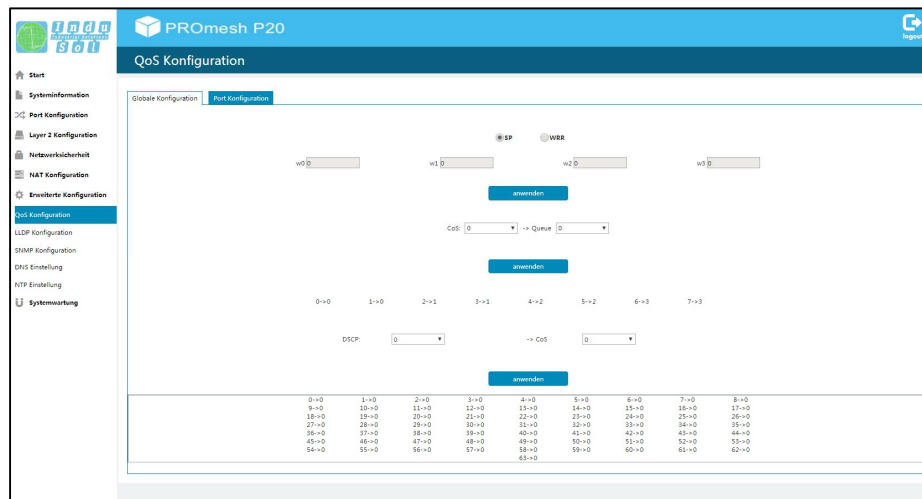 Indu
Industrial Solutions
Sol
PROmesh P20
logout
QoS Konfiguration
Start
Systeminformation
Port Konfiguration
Layer 2 Konfiguration
Netzwerksicherheit
NAT Konfiguration
Erweiterte Konfiguration
QoS Konfiguration
LLDP Konfiguration
SNMP Konfiguration
DNS Einstellung
NTP Einstellung
Systemwartung
Globale Konfiguration Port Konfiguration
SP WRR
w0 0 w1 0 w2 0 w3 0
anwenden
CoS: 0 -> Queue 0
anwenden
0->0 1->0 2->1 3->1 4->2 5->2 6->3 7->3
DSCP: 0 -> CoS 0
anwenden
0->0 1->0 2->0 3->0 4->0 5->0 6->0 7->0 8->0
9->0 10->0 11->0 12->0 13->0 14->0 15->0 16->0 17->0
18->0 19->0 20->0 21->0 22->0 23->0 24->0 25->0 26->0
27->0 28->0 29->0 30->0 31->0 32->0 33->0 34->0 35->0
36->0 37->0 38->0 39->0 40->0 41->0 42->0 43->0 44->0
45->0 46->0 47->0 48->0 49->0 50->0 51->0 52->0 53->0
54->0 55->0 56->0 57->0 58->0 59->0 60->0 61->0 62->0
63->0